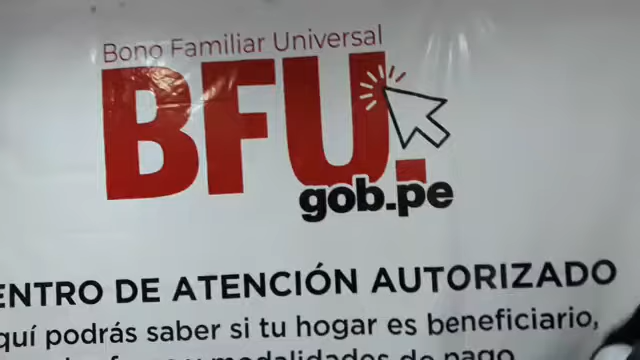 Bono Familiar Universal
BFU.
gob.pe
ENTRO DE ATENCIÓN AUTORIZADO
quí podrás saber si tu hogar es beneficiario,
modalidades de pago